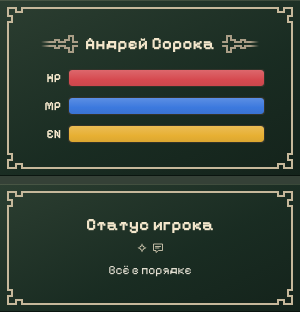 Андрей Сорока
HP
MP
EN
Статус игрока
Всё в порядке